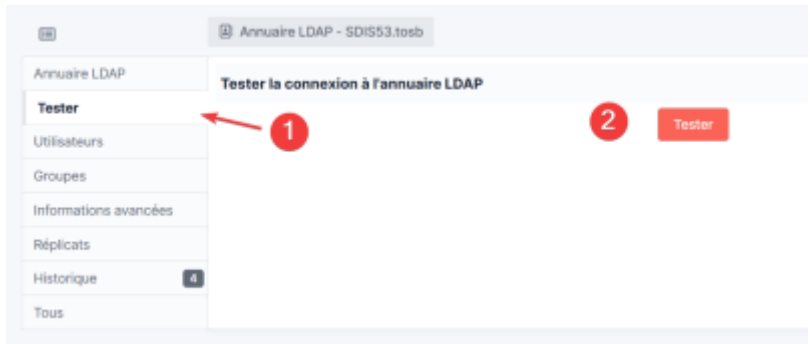 Annuaire LDAP - SDIS53.tosb
Annuaire LDAP
Tester
Utilisateurs
Groupes
Informations avancées
Réplicats
Historique 4
Tous
Tester la connexion à l'annuaire LDAP
1
2 Tester